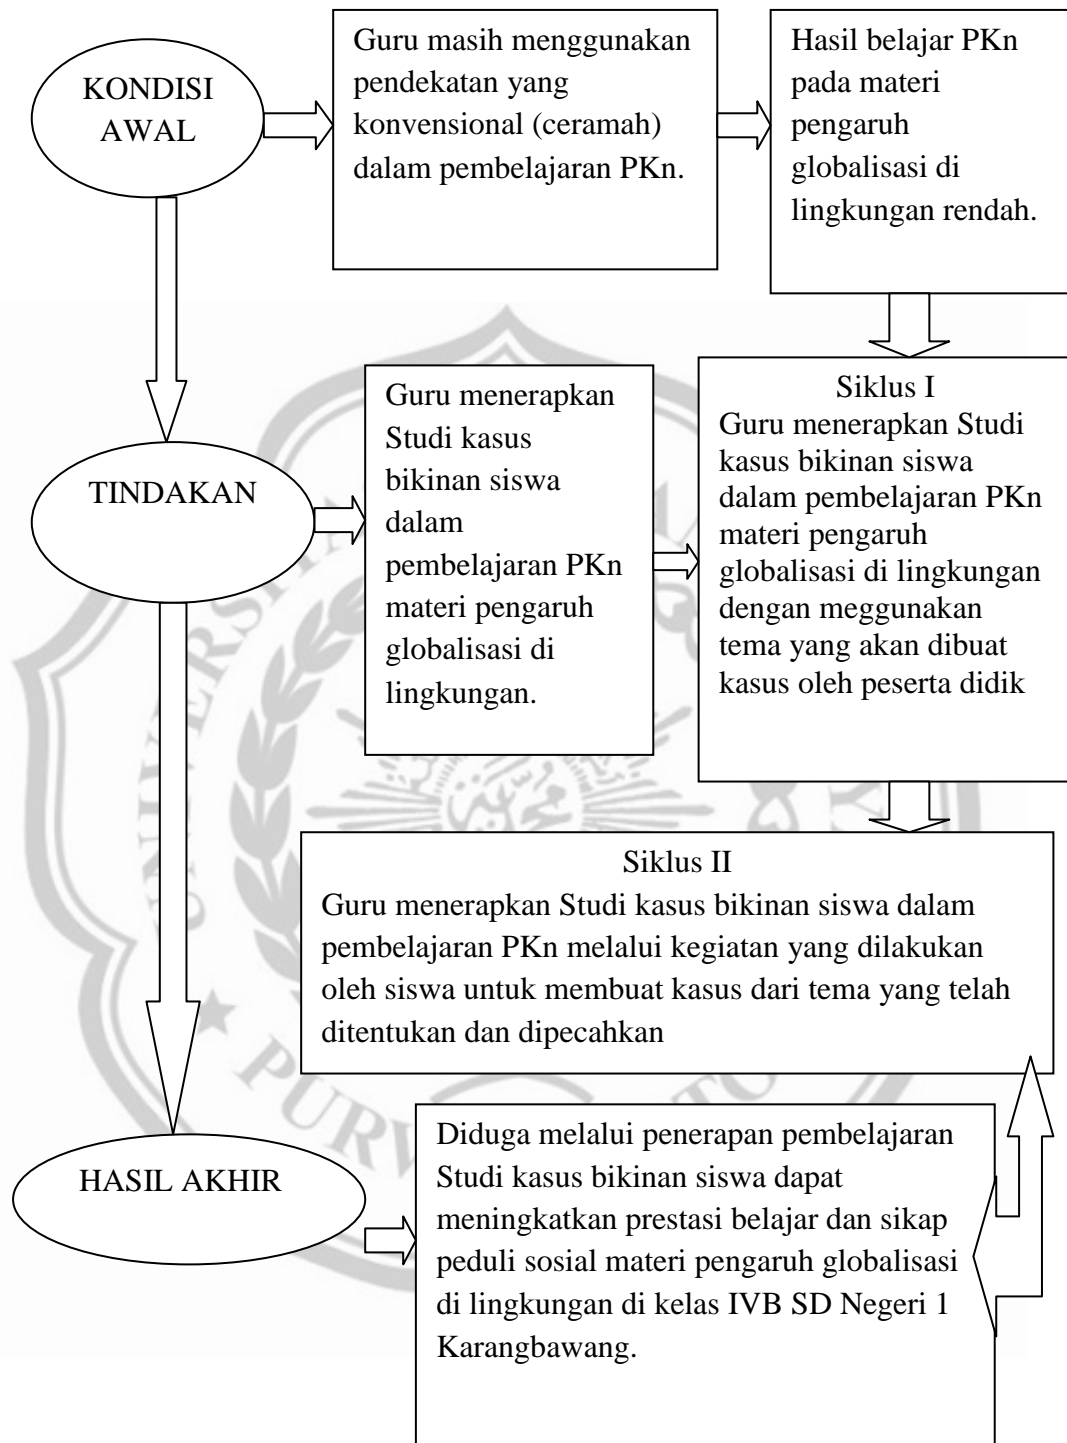 KONDISI
AWAL
Guru masih menggunakan
pendekatan yang
konvensional (ceramah)
dalam pembelajaran PKn.
Hasil belajar PKn
pada materi
pengaruh
globalisasi di
lingkungan rendah.
TINDAKAN
Guru menerapkan
Studi kasus
bikinan siswa
dalam
pembelajaran PKn
materi pengaruh
globalisasi di
lingkungan.
Siklus I
Guru menerapkan Studi
kasus bikinan siswa
dalam pembelajaran PKn
materi pengaruh
globalisasi di lingkungan
dengan meggunakan
tema yang akan dibuat
kasus oleh peserta didik
Siklus II
Guru menerapkan Studi kasus bikinan siswa dalam
pembelajaran PKn melalui kegiatan yang dilakukan
oleh siswa untuk membuat kasus dari tema yang telah
ditentukan dan dipecahkan
HASIL AKHIR
Diduga melalui penerapan pembelajaran
Studi kasus bikinan siswa dapat
meningkatkan prestasi belajar dan sikap
peduli sosial materi pengaruh globalisasi
di lingkungan di kelas IVB SD Negeri 1
Karangbawang.